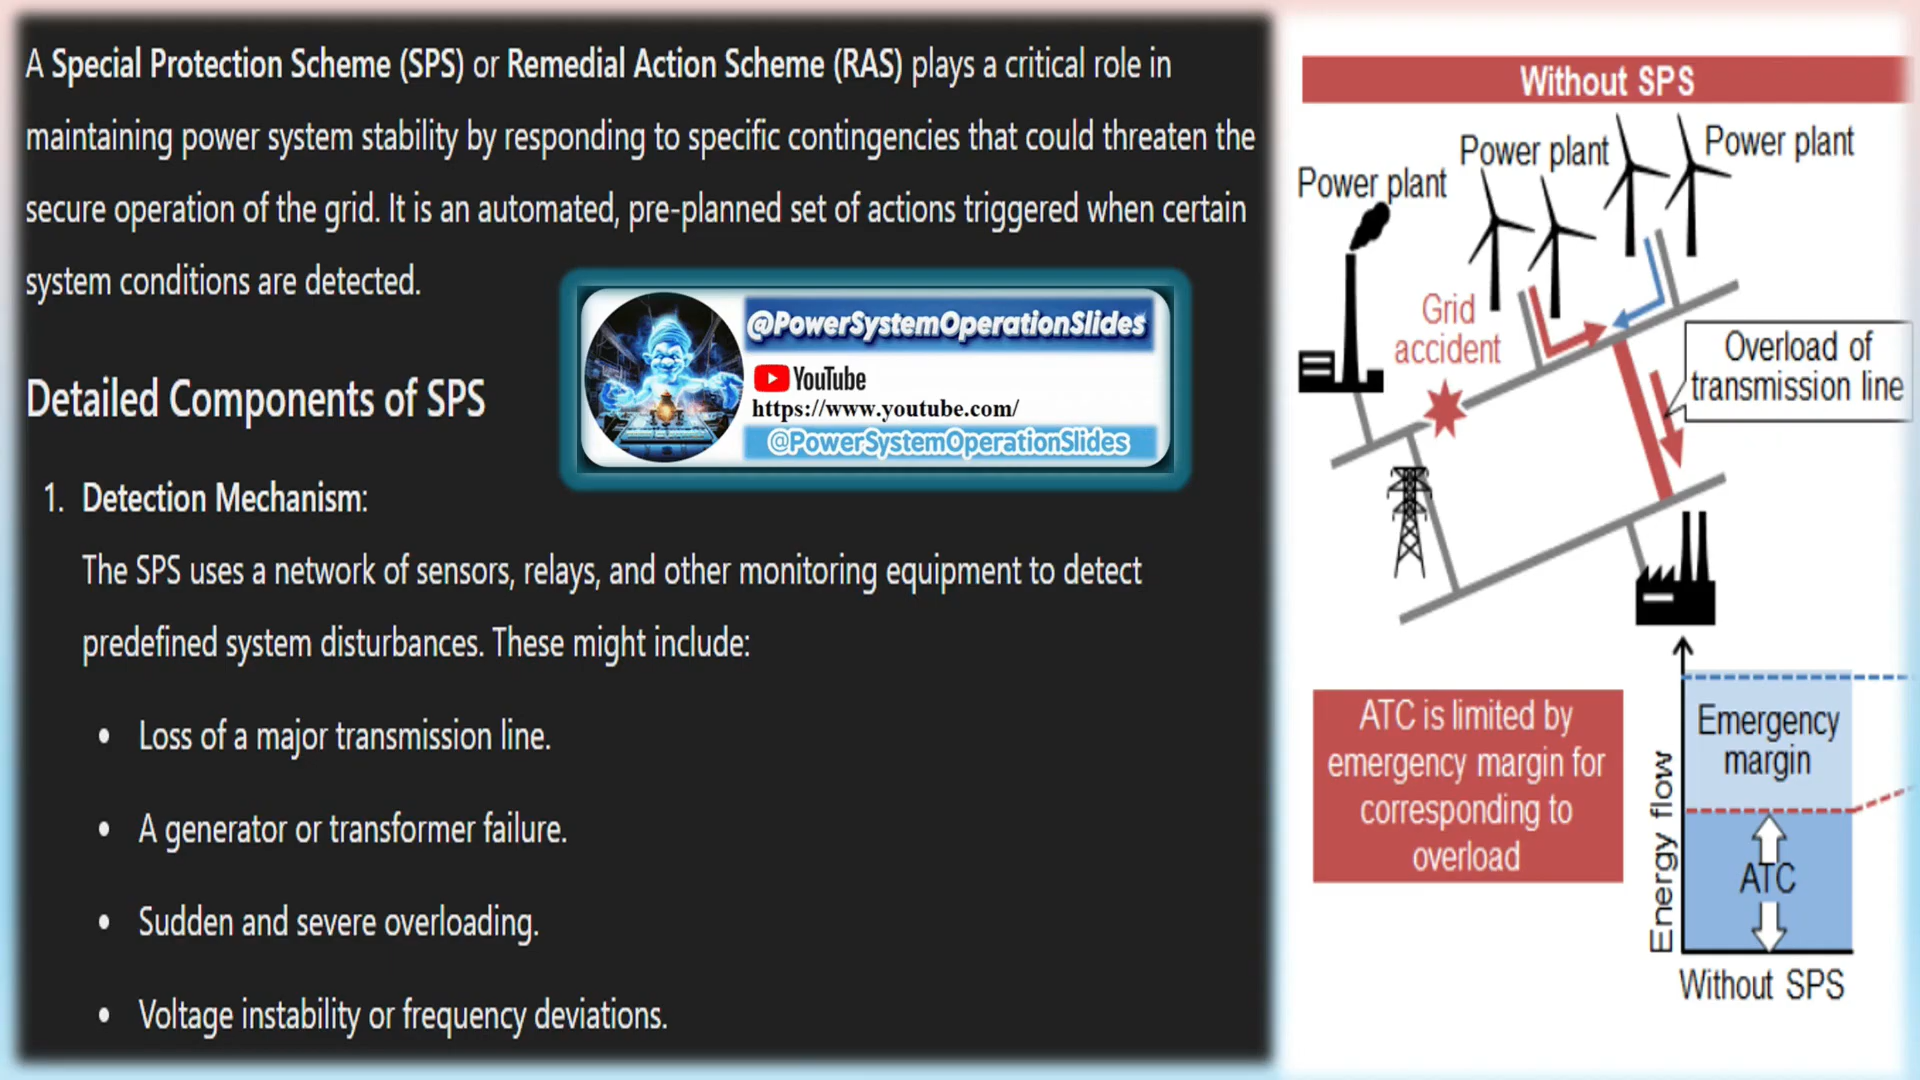 A Special Protection Scheme (SPS) or Remedial Action Scheme (RAS) plays a critical role in
maintaining power system stability by responding to specific contingencies that could threaten the
secure operation of the grid. It is an automated, pre-planned set of actions triggered when certain
system conditions are detected.
@PowerSystemOperationSlides
YouTube
https://www.youtube.com/
@PowerSystemOperationSlides
Detailed Components of SPS
1. Detection Mechanism:
The SPS uses a network of sensors, relays, and other monitoring equipment to detect
predefined system disturbances. These might include:
• Loss of a major transmission line.
• A generator or transformer failure.
• Sudden and severe overloading.
• Voltage instability or frequency deviations.
Without SPS
Power plant
Power plant
Power plant
Grid
accident
Overload of
transmission line
ATC is limited by
emergency margin for
corresponding to
overload
Energy flow
Emergency
margin
ATC
Without SPS